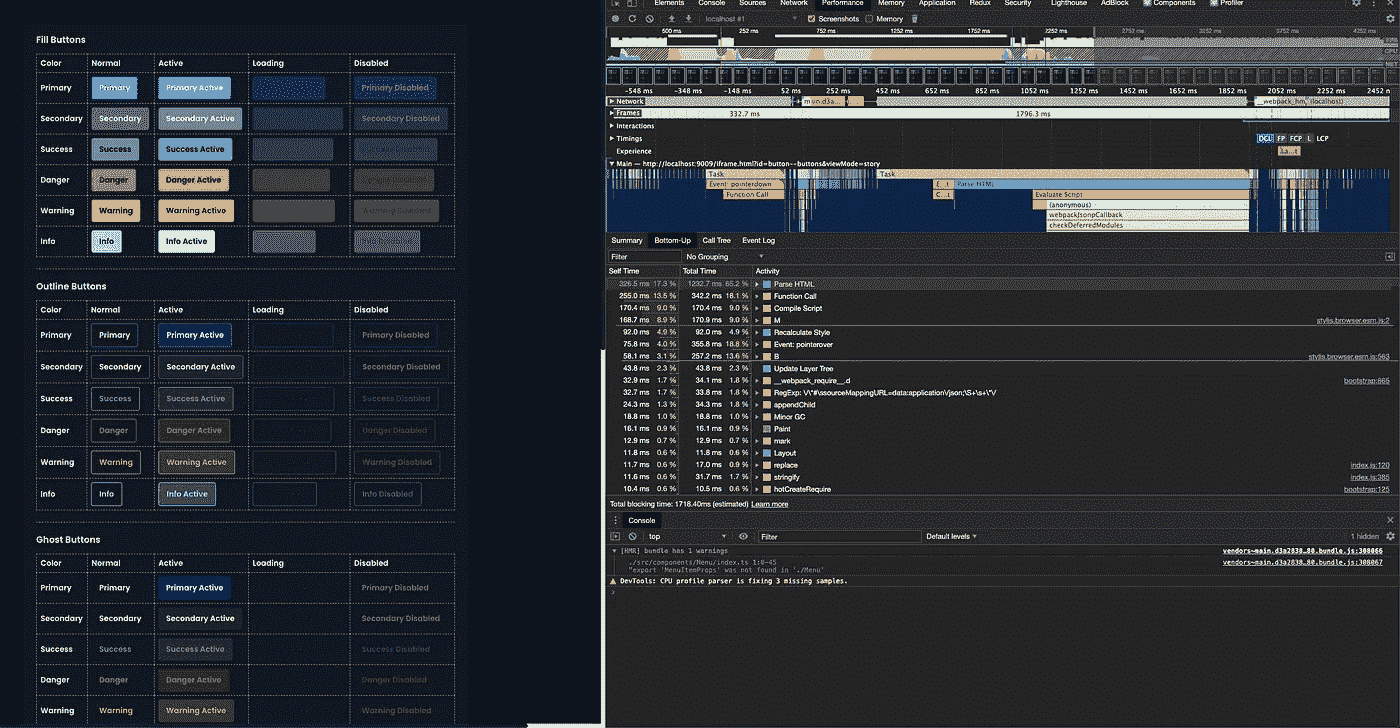 Fill Buttons
Color Normal Active Loading Disabled
Primary Primary Primary Active Primary Disabled
Secondary Secondary Secondary Active Secondary Disabled
Success Success Success Active
Danger Danger Danger Active
Warning Warning Warning Active Warning Disabled
Info Info Info Active
Outline Buttons
Color Normal Active Loading Disabled
Primary Primary Primary Active Primary Disabled
Secondary Secondary Secondary Active Secondary Disabled
Success Success Success Active Success Disabled
Danger Danger Danger Active Danger Disabled
Warning Warning Warning Active Warning Disabled
Info Info Info Active Info Disabled
Ghost Buttons
Color Normal Active Loading Disabled
Primary Primary Primary Active Primary Disabled
Secondary Secondary Secondary Active Secondary Disabled
Success Success Success Active Success Disabled
Danger Danger Danger Active Danger Disabled
Warning Warning Warning Active Warning Disabled
Elements Console Sources Network Performance Memory Application Redux Security Lighthouse AdBlock Components Profiler
localhost #1 Screenshots Memory
500 ms 252 ms 752 ms 1252 ms 1752 ms 2252 ms 2752 ms 3252 ms 3752 ms 4252 ms
CPU
NET
-548 ms -348 ms -148 ms 52 ms 252 ms 452 ms 652 ms 852 ms 1052 ms 1252 ms 1452 ms 1652 ms 1852 ms 2052 ms 2252 ms 2452 n
Network m in.d3a... __webpack_hm (localhost)
Frames 332.7 ms 1796.3 ms
Interactions
Timings DCL FP FCP L LCP
Experience La...t
Main — http://localhost:9009/iframe.html?id=button--buttons&viewMode=story
Task Task
Event: pointerdown E...t Parse HTML
Function Call C...t Evaluate Script
(anonymous)
webpackJsonpCallback
checkDeferredModules
Summary Bottom-Up Call Tree Event Log
Filter No Grouping
Self Time Total Time Activity
326.5 ms 17.3 % 1232.7 ms 65.2 % Parse HTML
255.0 ms 13.5 % 342.2 ms 18.1 % Function Call
170.4 ms 9.0 % 170.4 ms 9.0 % Compile Script
168.7 ms 8.9 % 170.9 ms 9.0 % M stylis.browser.esm.js:2
92.0 ms 4.9 % 92.0 ms 4.9 % Recalculate Style
75.8 ms 4.0 % 355.8 ms 18.8 % Event: pointerover
58.1 ms 3.1 % 257.2 ms 13.6 % B stylis.browser.esm.js:563
43.8 ms 2.3 % 43.8 ms 2.3 % Update Layer Tree
32.9 ms 1.7 % 34.1 ms 1.8 % __webpack_require__.d bootstrap:865
32.7 ms 1.7 % 33.8 ms 1.8 % RegExp: \/\*#\ssourceMappingURL=data:application\/json;\S+\s+\*\/
24.3 ms 1.3 % 34.3 ms 1.8 % appendChild
18.8 ms 1.0 % 18.8 ms 1.0 % Minor GC
16.1 ms 0.9 % 16.1 ms 0.9 % Paint
12.9 ms 0.7 % 12.9 ms 0.7 % mark
11.8 ms 0.6 % 11.8 ms 0.6 % Layout
11.7 ms 0.6 % 17.0 ms 0.9 % replace index.js:120
11.6 ms 0.6 % 31.7 ms 1.7 % stringify index.js:385
10.4 ms 0.6 % 10.5 ms 0.6 % hotCreateRequire bootstrap:125
Total blocking time: 1718.40ms (estimated) Learn more
Console
top Filter Default levels 1 hidden
[HMR] bundle has 1 warnings vendors~main.d3a2838_80.bundle.js:308066
./src/components/Menu/index.ts 1:0-45 vendors~main.d3a2838_80.bundle.js:308067
"export 'MenuItemProps' was not found in './Menu'
DevTools: CPU profile parser is fixing 3 missing samples.